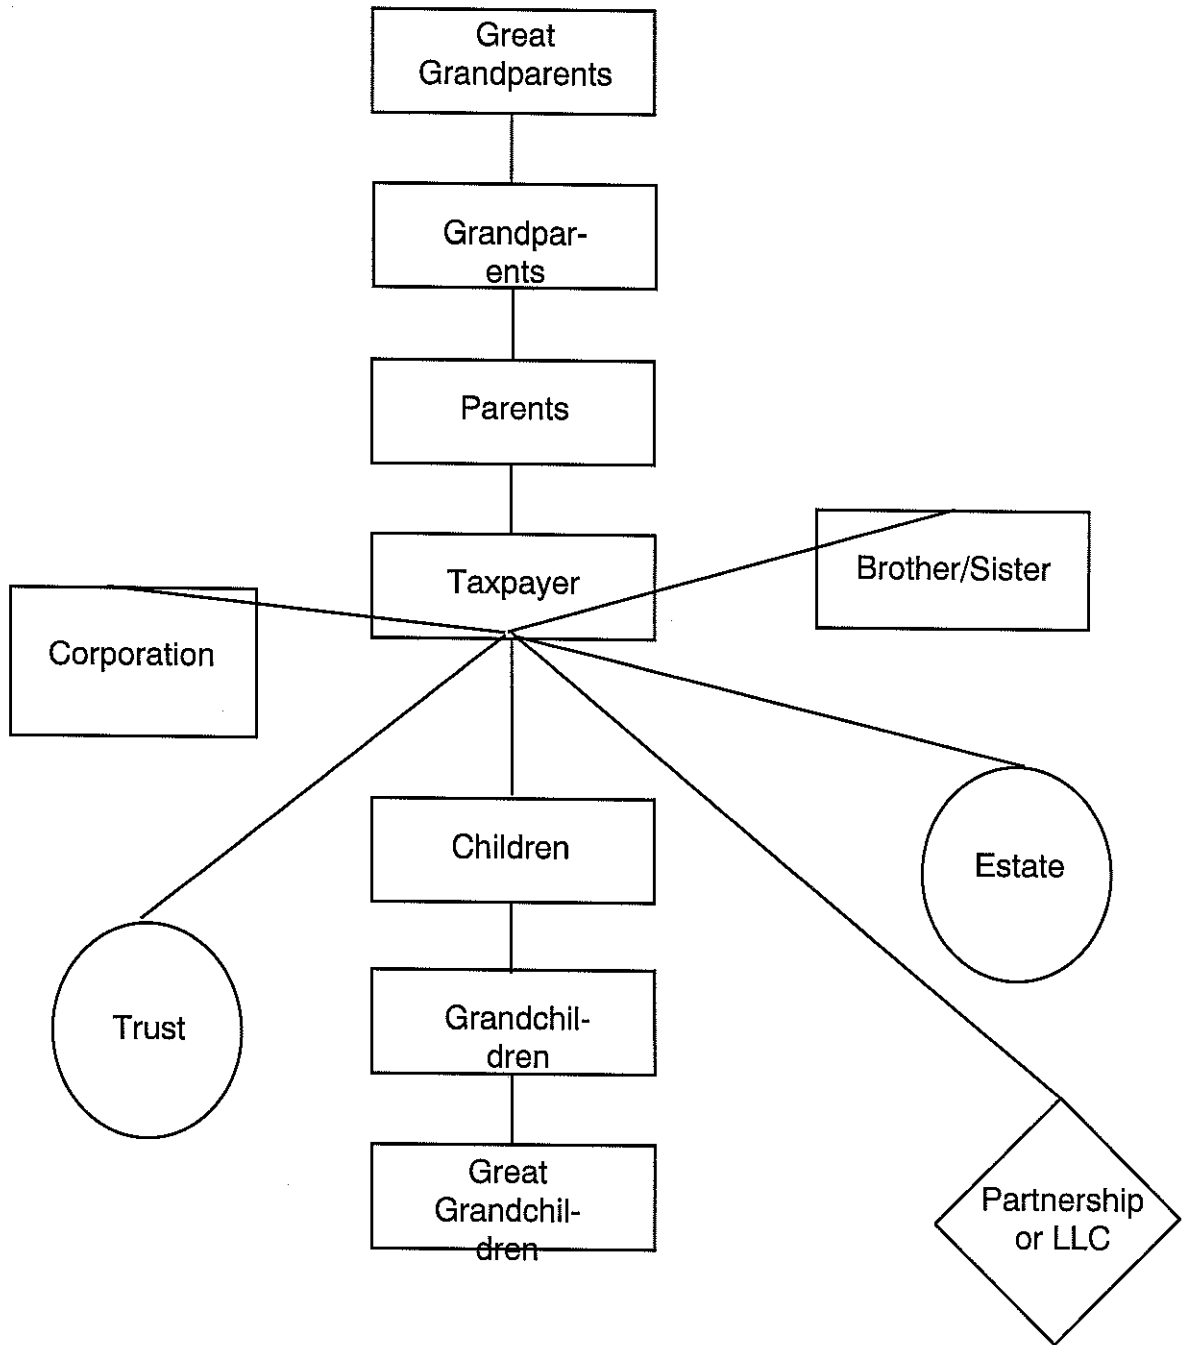 Great
Grandparents
Grandpar-
ents
Parents
Taxpayer
Brother/Sister
Corporation
Children
Estate
Trust
Grandchil-
dren
Great
Grandchil-
dren
Partnership
or LLC